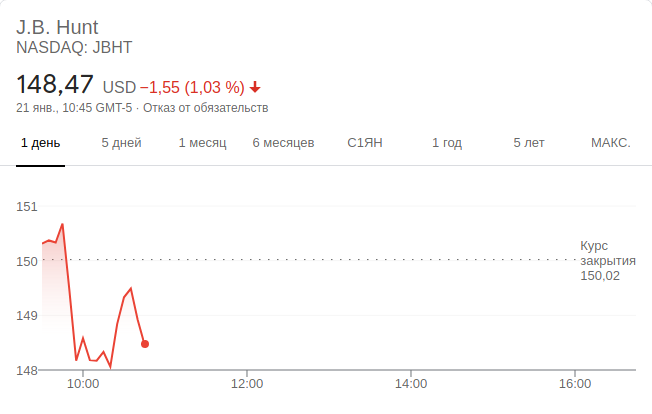 J.B. Hunt
NASDAQ: JBHT
148,47 USD −1,55 (1,03 %)
21 янв., 10:45 GMT-5 · Отказ от обязательств
1 день 5 дней 1 месяц 6 месяцев С1ЯН 1 год 5 лет МАКС.
151
150
149
148
Курс
закрытия
150,02
10:00 12:00 14:00 16:00